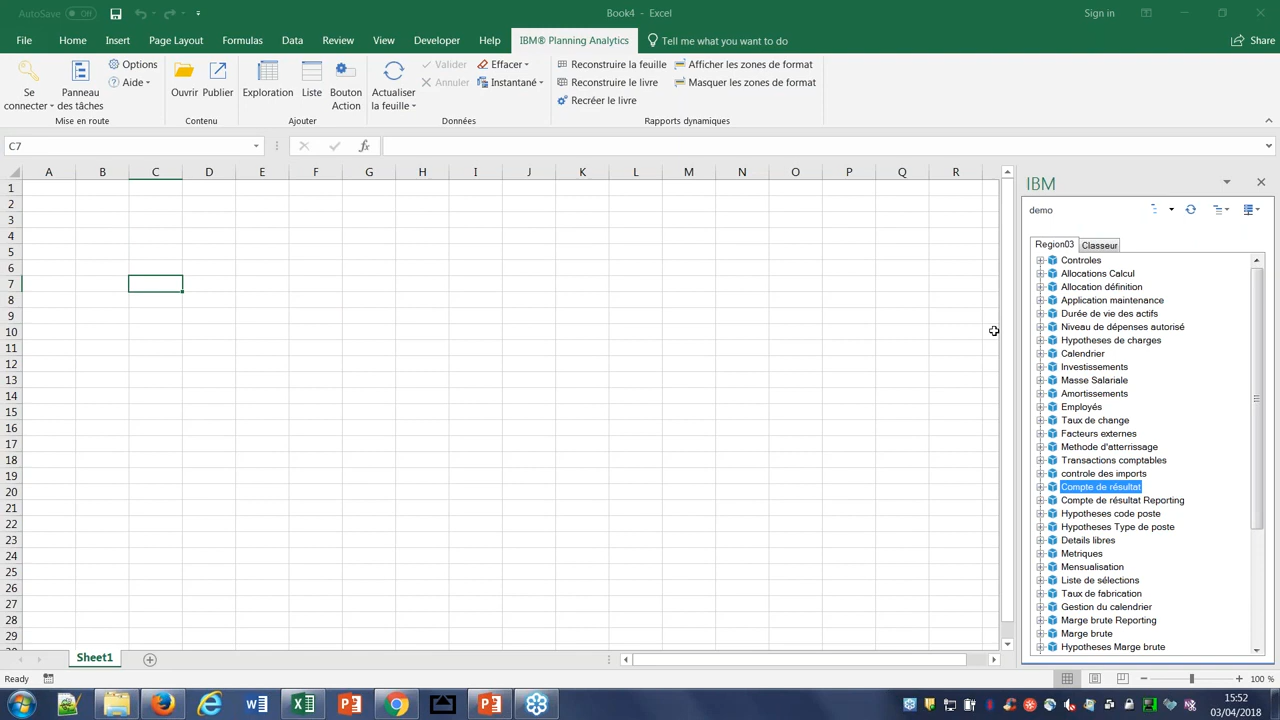 AutoSave Off
Book4 - Excel
Sign in
File Home Insert Page Layout Formulas Data Review View Developer Help IBM® Planning Analytics Tell me what you want to do Share
Se connecter
Panneau des tâches
Options
Aide
Mise en route
Ouvrir Publier
Contenu
Exploration Liste Bouton Action
Ajouter
Actualiser la feuille
Valider
Annuler
Effacer
Instantané
Données
Reconstruire la feuille
Reconstruire le livre
Recréer le livre
Afficher les zones de format
Masquer les zones de format
Rapports dynamiques
C7
fx
A B C D E F G H I J K L M N O P Q R
1
2
3
4
5
6
7
8
9
10
11
12
13
14
15
16
17
18
19
20
21
22
23
24
25
26
27
28
29
IBM
demo
Region03 Classeur
Controles
Allocations Calcul
Allocation définition
Application maintenance
Durée de vie des actifs
Niveau de dépenses autorisé
Hypotheses de charges
Calendrier
Investissements
Masse Salariale
Amortissements
Employés
Taux de change
Facteurs externes
Methode d'atterrissage
Transactions comptables
controle des imports
Compte de résultat
Compte de résultat Reporting
Hypotheses code poste
Hypotheses Type de poste
Details libres
Metriques
Mensualisation
Liste de sélections
Taux de fabrication
Gestion du calendrier
Marge brute Reporting
Marge brute
Hypotheses Marge brute
Sheet1
Ready
100 %
15:52
03/04/2018